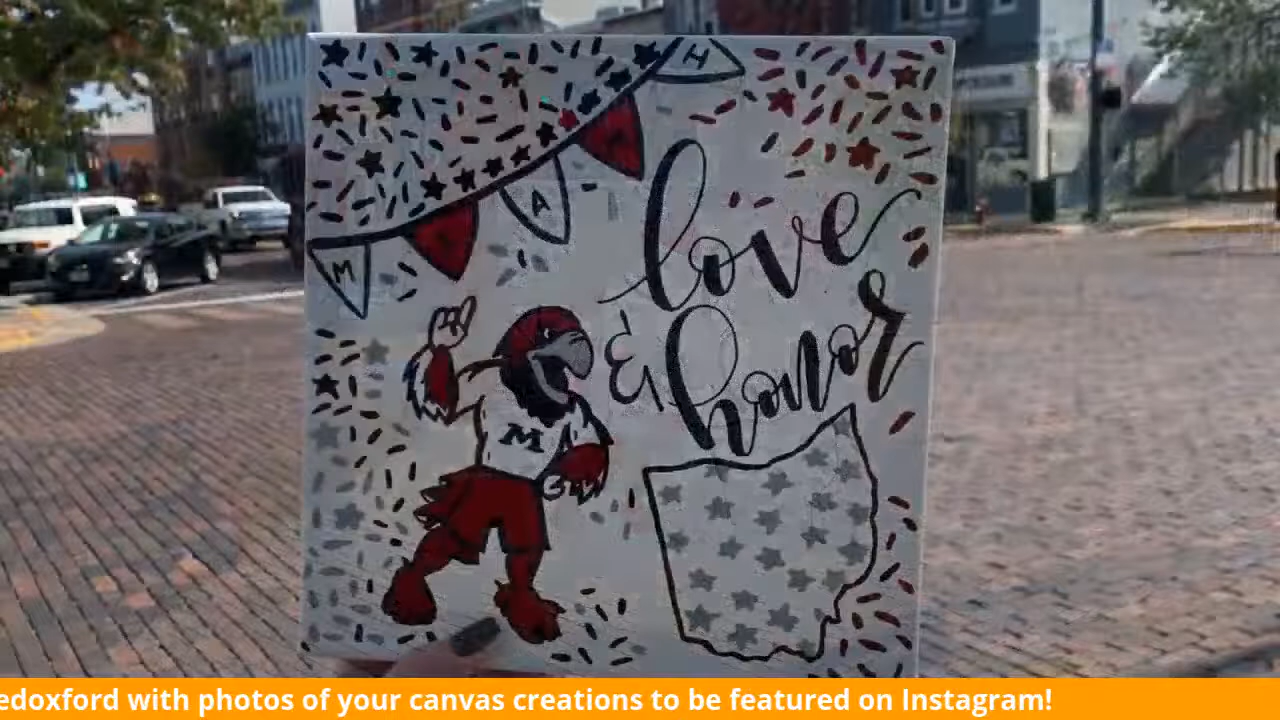 M
A
H
love
& honor
M
edoxford with photos of your canvas creations to be featured on Instagram!